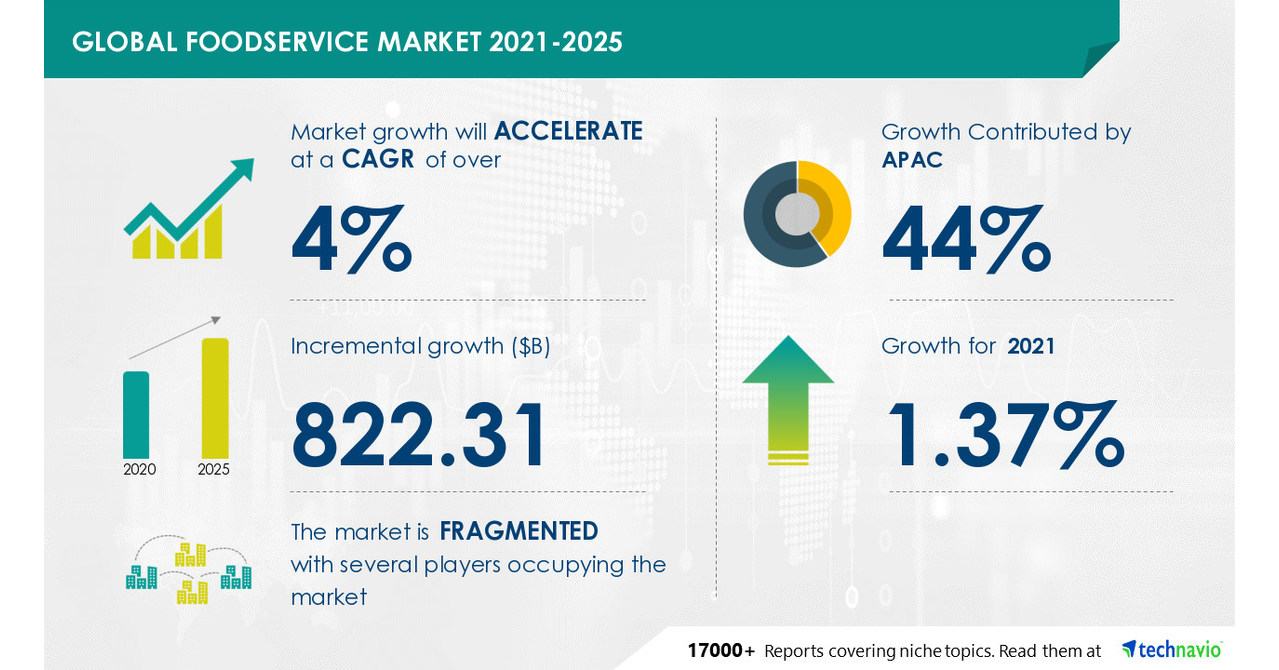 GLOBAL FOODSERVICE MARKET 2021-2025
Market growth will ACCELERATE
at a CAGR of over
4%
Growth Contributed by
APAC
44%
Incremental growth ($B)
822.31
2020 2025
Growth for 2021
1.37%
The market is FRAGMENTED
with several players occupying the
market
17000+ Reports covering niche topics. Read them at
technavio